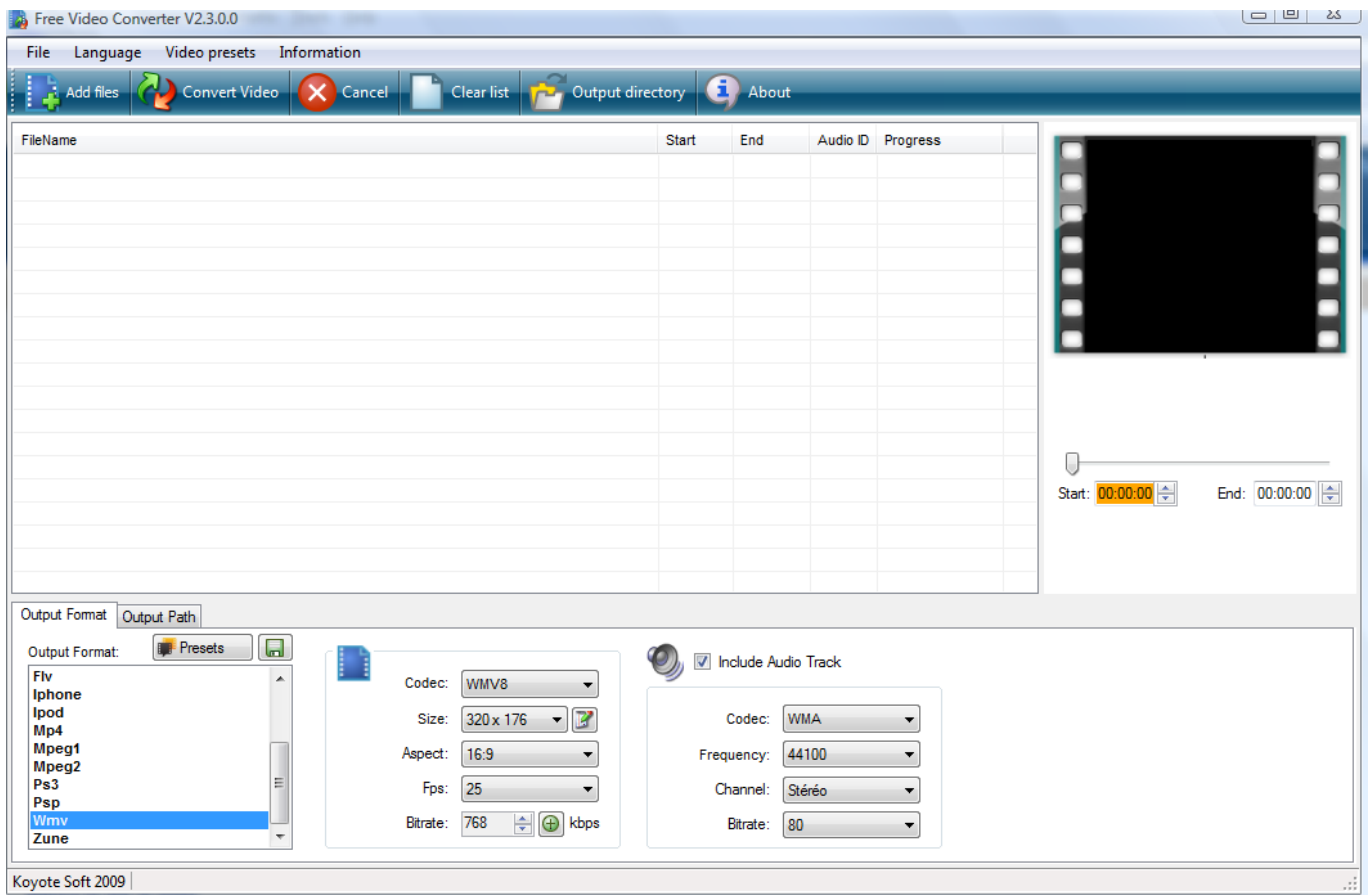 Free Video Converter V2.3.0.0
File Language Video presets Information
Add files Convert Video Cancel Clear list Output directory About
FileName Start End Audio ID Progress
Start: 00:00:00 End: 00:00:00
Output Format Output Path
Output Format: Presets
Flv
Iphone
Ipod
Mp4
Mpeg1
Mpeg2
Ps3
Psp
Wmv
Zune
Codec: WMV8
Size: 320 x 176
Aspect: 16:9
Fps: 25
Bitrate: 768 kbps
Include Audio Track
Codec: WMA
Frequency: 44100
Channel: Stéréo
Bitrate: 80
Koyote Soft 2009